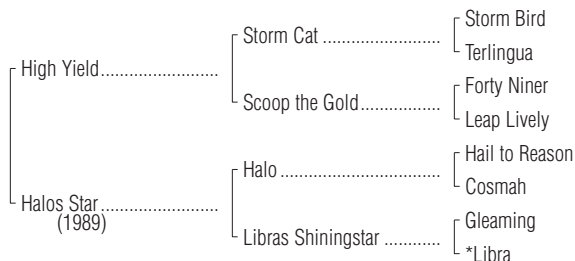 Storm Bird
Storm Cat ........................
Terlingua
High Yield........................
Forty Niner
Scoop the Gold................
Leap Lively
Hail to Reason
Halo .................................
Cosmah
Halos Star........................
(1989)
Gleaming
Libras Shiningstar ............
*Libra